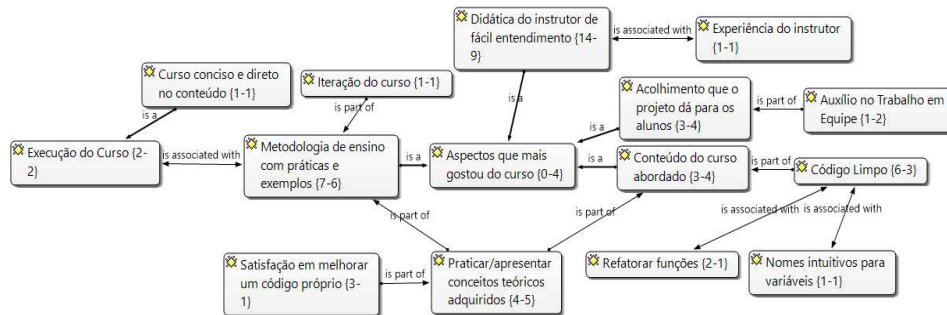 Didática do instrutor de
fácil entendimento {14-
9}
is associated with
Experiência do instrutor
{1-1}
Curso conciso e direto
no conteúdo {1-1}
Iteração do curso {1-1}
is a
is part of
is a
Acolhimento que o
projeto dá para os
alunos {3-4}
is part of
Auxílio no Trabalho em
Equipe {1-2}
is a
Execução do Curso {2-
2}
is associated with
Metodologia de ensino
com práticas e
exemplos {7-6}
is a
Aspectos que mais
gostou do curso {0-4}
is a
Conteúdo do curso
abordado {3-4}
is part of
Código Limpo {6-3}
is part of
is part of
is associated with
is associated with
Satisfação em melhorar
um código próprio {3-
1}
is part of
Praticar/apresentar
conceitos teóricos
adquiridos {4-5}
Refatorar funções {2-1}
Nomes intuitivos para
variáveis {1-1}